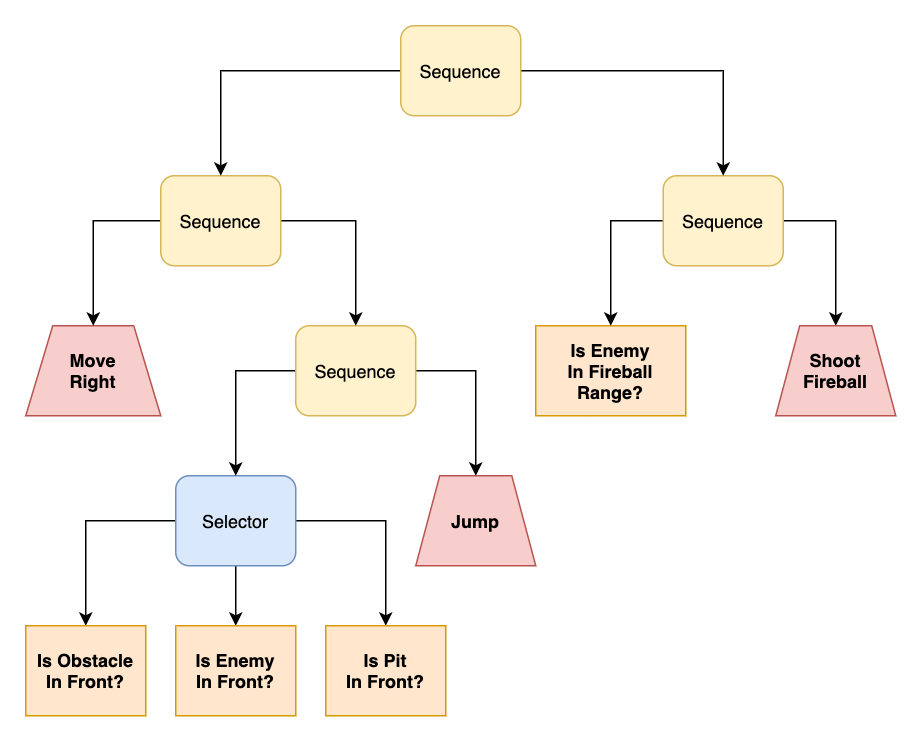 Sequence
Sequence
Sequence
Move
Right
Sequence
Is Enemy
In Fireball
Range?
Shoot
Fireball
Selector
Jump
Is Obstacle
In Front?
Is Enemy
In Front?
Is Pit
In Front?